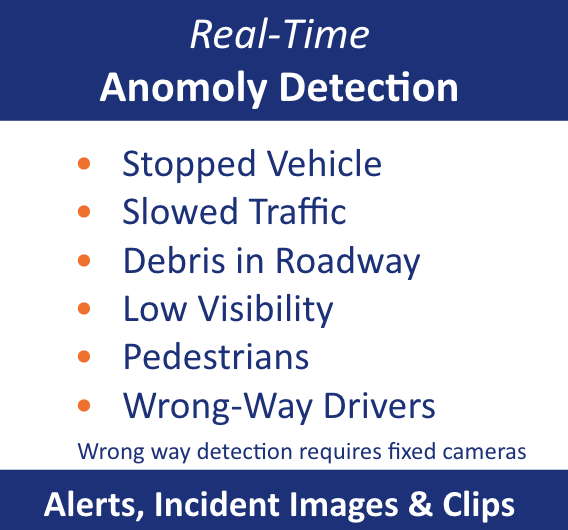 Real-Time
Anomoly Detection
• Stopped Vehicle
• Slowed Traffic
• Debris in Roadway
• Low Visibility
• Pedestrians
• Wrong-Way Drivers
Wrong way detection requires fixed cameras
Alerts, Incident Images & Clips